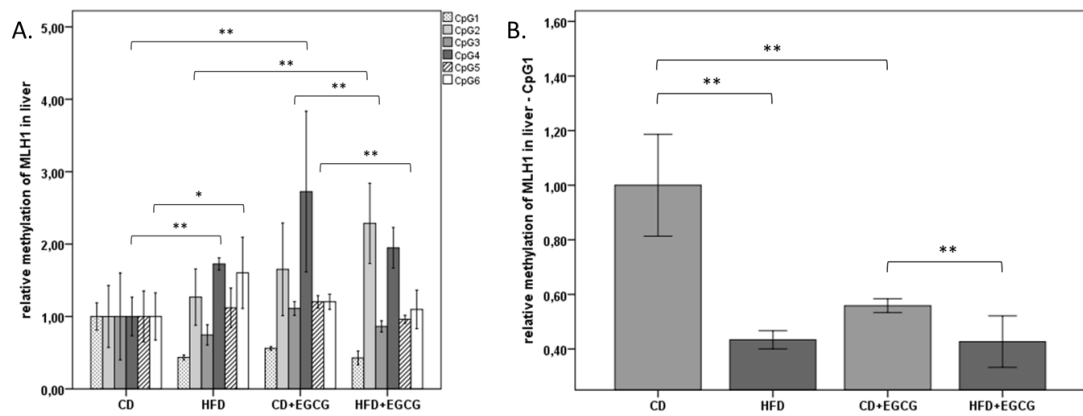 A.
relative methylation of MLH1 in liver
5,00
4,00
3,00
2,00
1,00
,00
**
**
**
**
*
**
CpG1
CpG2
CpG3
CpG4
CpG5
CpG6
CD
HFD
CD+EGCG
HFD+EGCG
B.
relative methylation of MLH1 in liver - CpG1
1,60
1,40
1,20
1,00
0,80
0,60
0,40
**
**
**
CD
HFD
CD+EGCG
HFD+EGCG